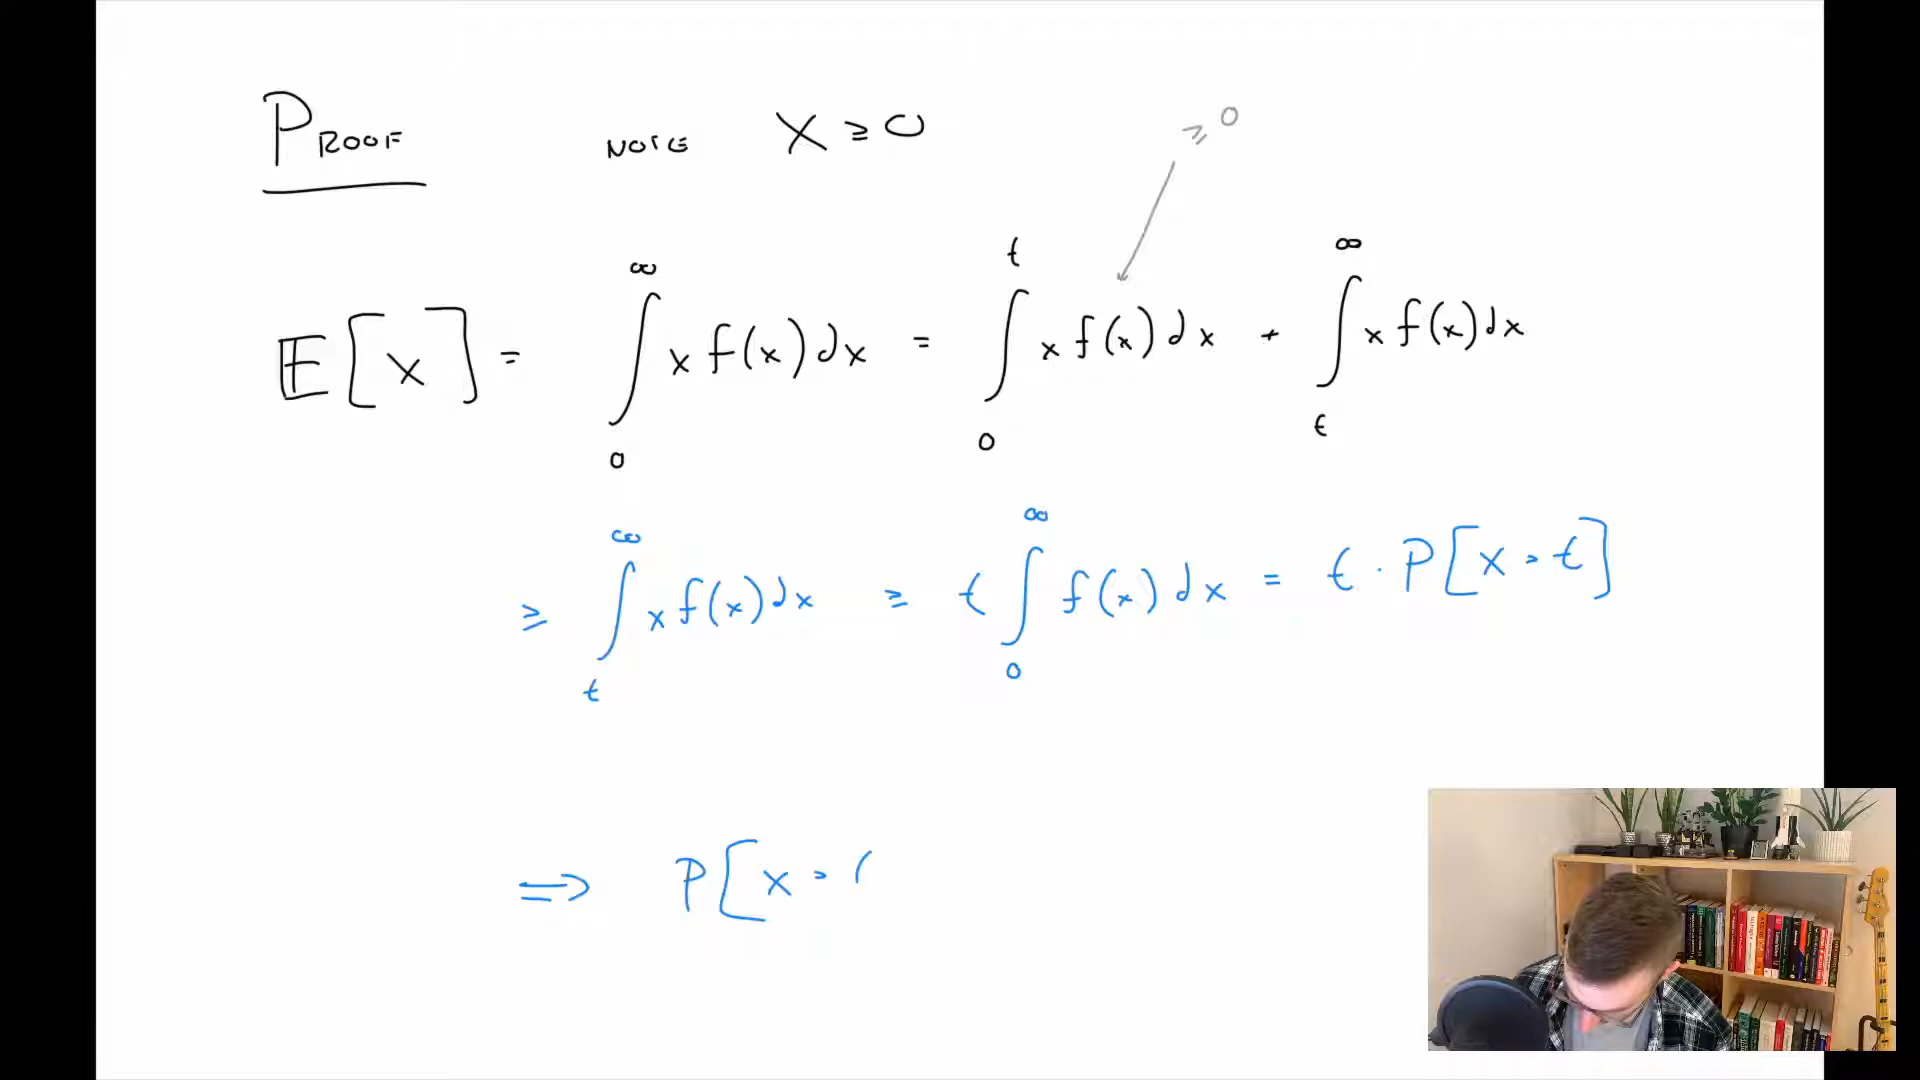 PROOF NOTE X ≥ 0 ≥ 0
E[X] = ∫₀^∞ x f(x) dx = ∫₀^t x f(x) dx + ∫_t^∞ x f(x) dx
≥ ∫_t^∞ x f(x) dx ≥ t ∫₀^∞ f(x) dx = t · P[X > t]
⟹ P[X > (